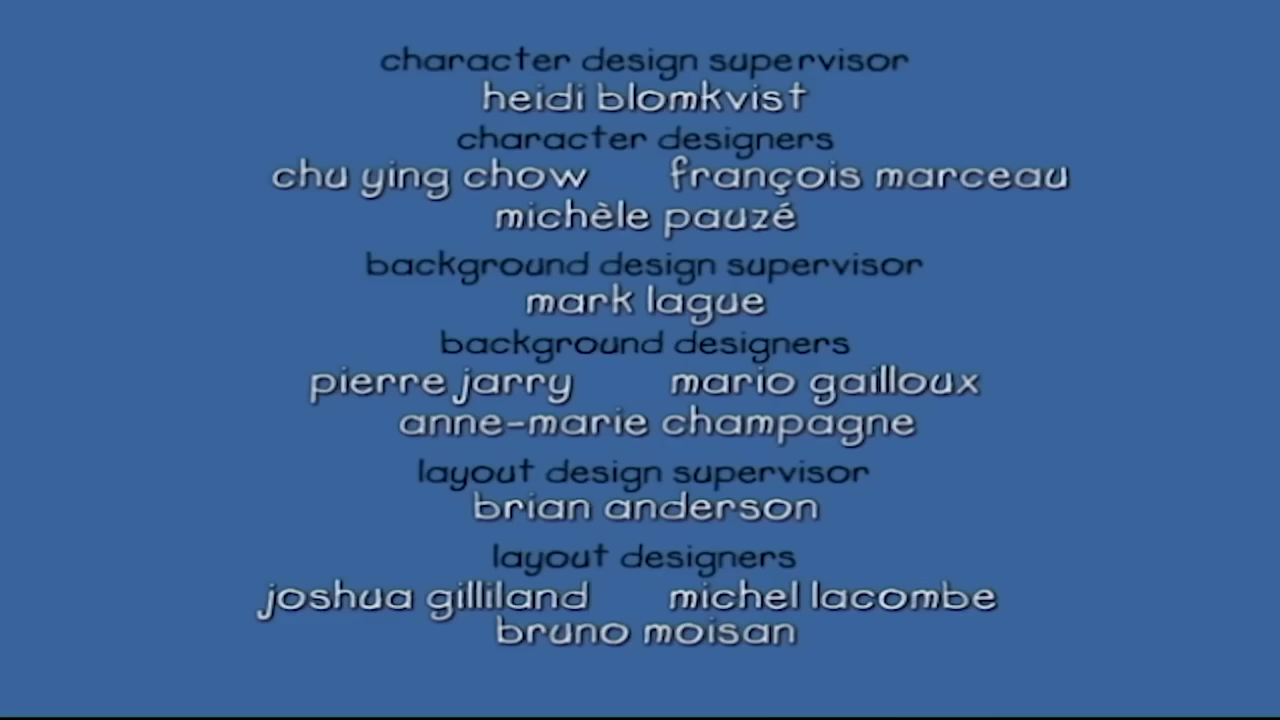 character design supervisor
heidi blomkvist
character designers
chu ying chow françois marceau
michèle pauzé
background design supervisor
mark lague
background designers
pierre jarry mario gailloux
anne-marie champagne
layout design supervisor
brian anderson
layout designers
joshua gilliland michel lacombe
bruno moisan